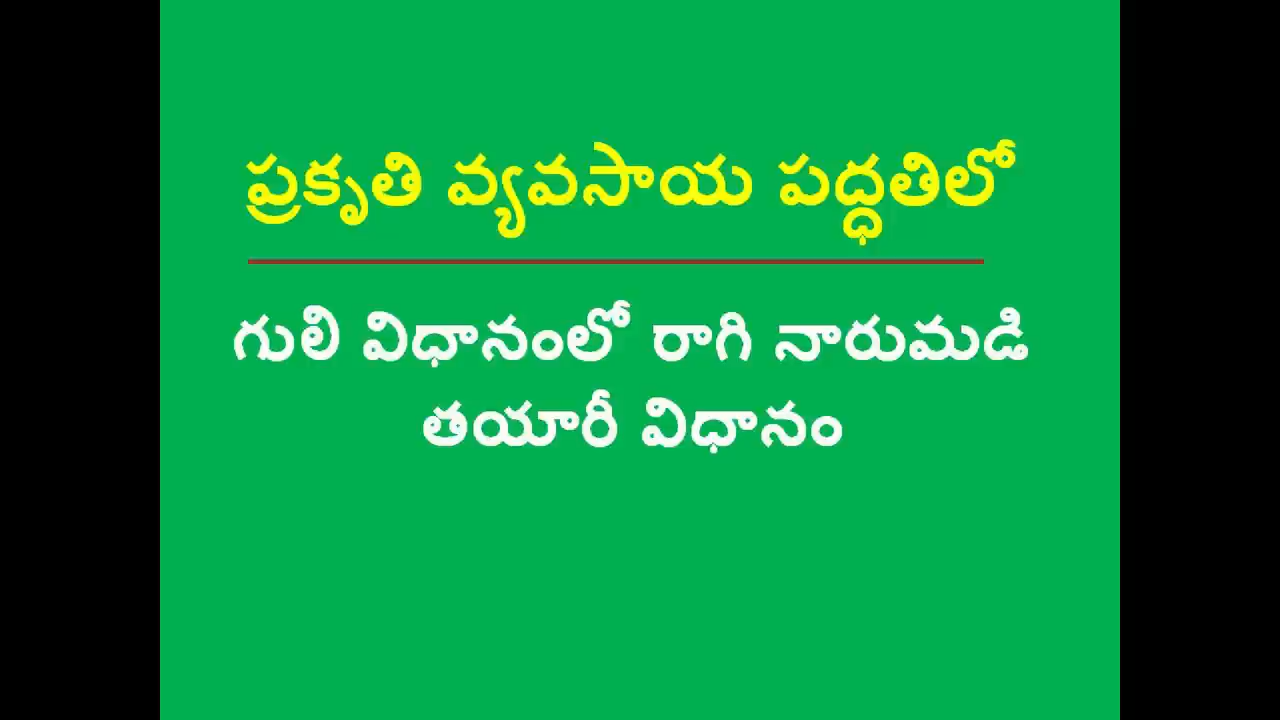 ప్రకృతి వ్యవసాయ పద్ధతిలో
గులి విధానంలో రాగి నారుమడి
తయారీ విధానం